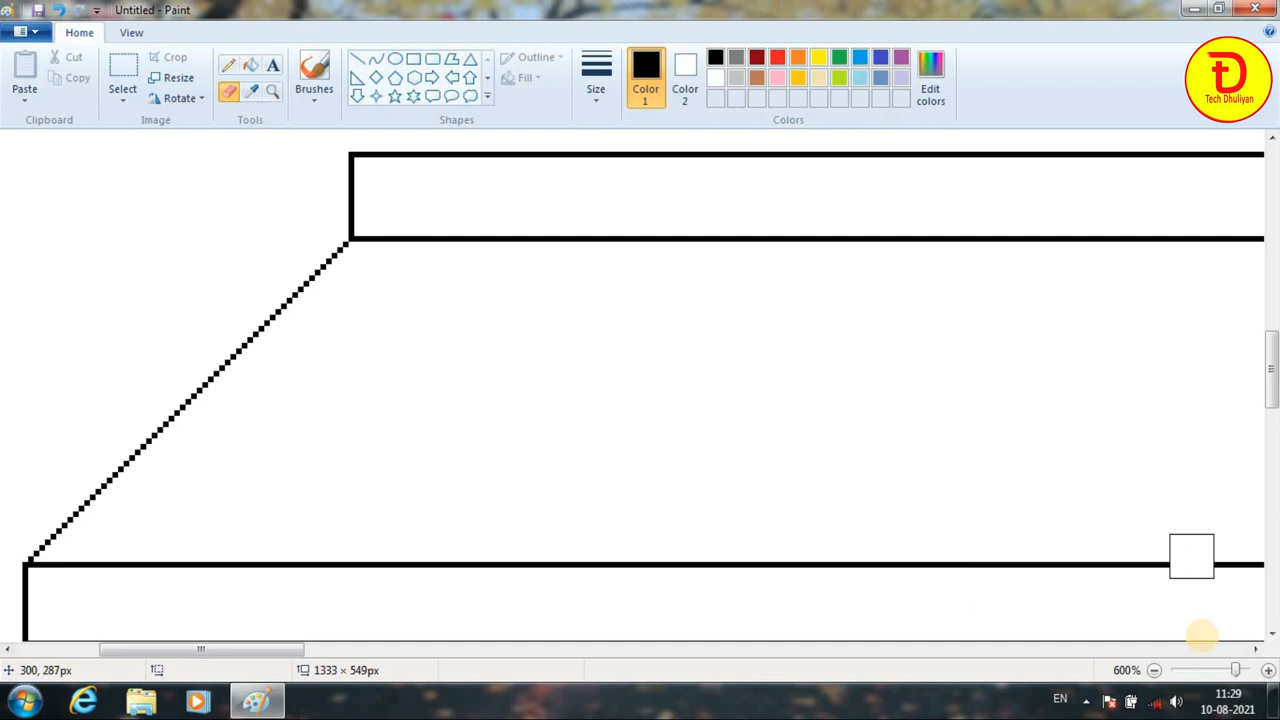 Untitled - Paint
Home
View
Paste
Cut
Copy
Clipboard
Select
Crop
Resize
Rotate
Image
A
Tools
Brushes
Outline
Fill
Shapes
Size
Color
1
Color
2
Edit
colors
Colors
Tech Dhuliyan
300, 287px
1333 × 549px
600%
EN
11:29
10-08-2021